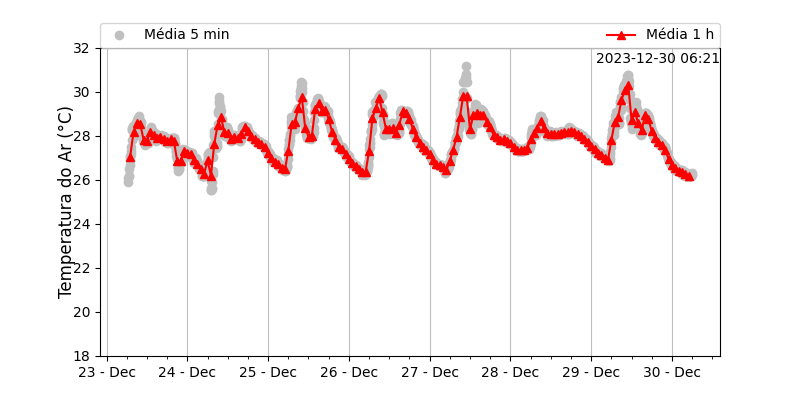 Média 5 min
Média 1 h
2023-12-30 06:21
Temperatura do Ar (°C)
32
30
28
26
24
22
20
18
23 - Dec
24 - Dec
25 - Dec
26 - Dec
27 - Dec
28 - Dec
29 - Dec
30 - Dec